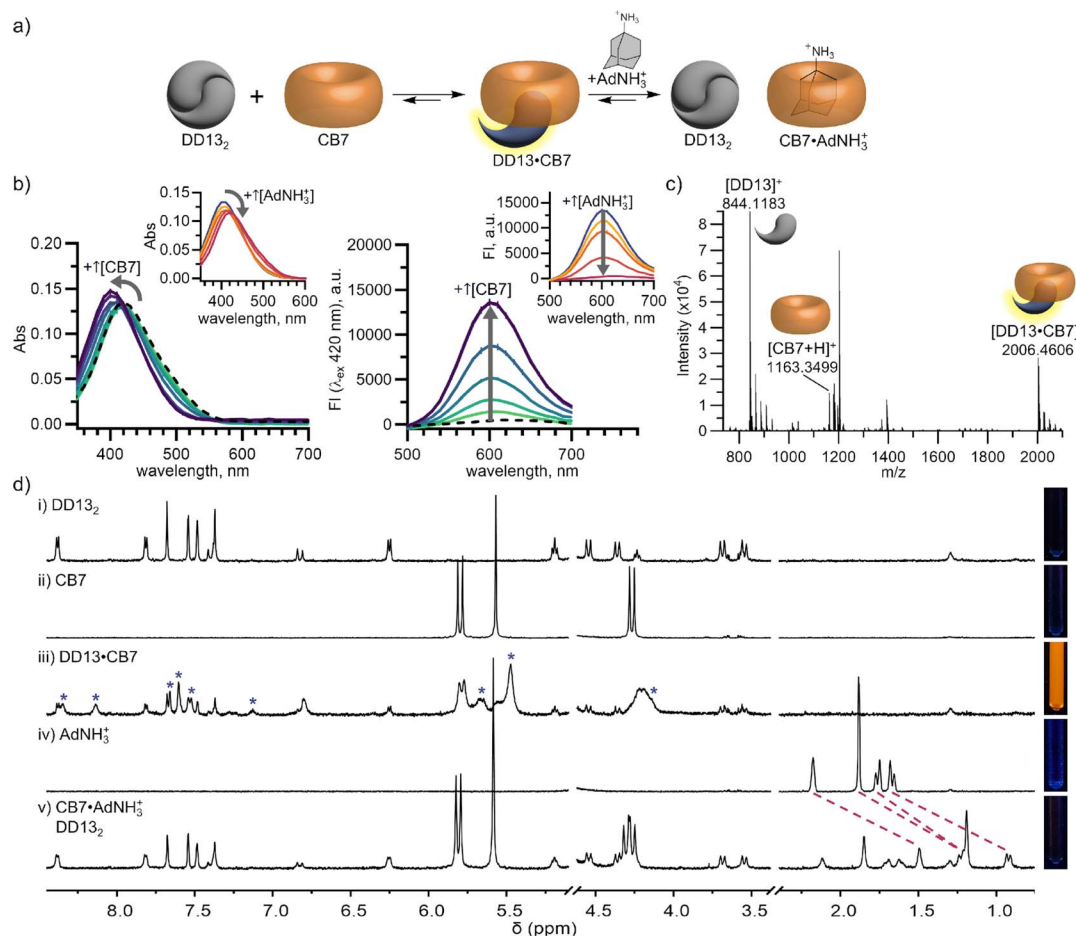 a)
+NH₃
+NH₃
+AdNH₃⁺
+
DD13₂
CB7
DD13•CB7
DD13₂
CB7•AdNH₃⁺
b)
c)
+↑[AdNH₃⁺]
0.15
0.10
0.05
0.00
Abs
400 500 600
wavelength, nm
+↑[CB7]
0.20
0.15
0.10
0.05
0.00
Abs
400 450 500 550 600 650 700
wavelength, nm
+↑[AdNH₃⁺]
15000
10000
5000
0
FI, a.u.
500 600 700
wavelength, nm
+↑[CB7]
20000
15000
10000
5000
0
FI (λex 420 nm), a.u.
500 550 600 650 700
wavelength, nm
[DD13]⁺
844.1183
[CB7+H]⁺
1163.3499
[DD13•CB7]
2006.4606
8
7
6
5
4
3
2
1
0
Intensity (x10⁴)
800 1000 1200 1400 1600 1800 2000
m/z
d)
i) DD13₂
ii) CB7
iii) DD13•CB7
* * * * * * * *
iv) AdNH₃⁺
v) CB7•AdNH₃⁺
DD13₂
8.0 7.5 7.0 6.5 6.0 5.5 4.5 4.0 3.5 2.0 1.5 1.0
δ (ppm)